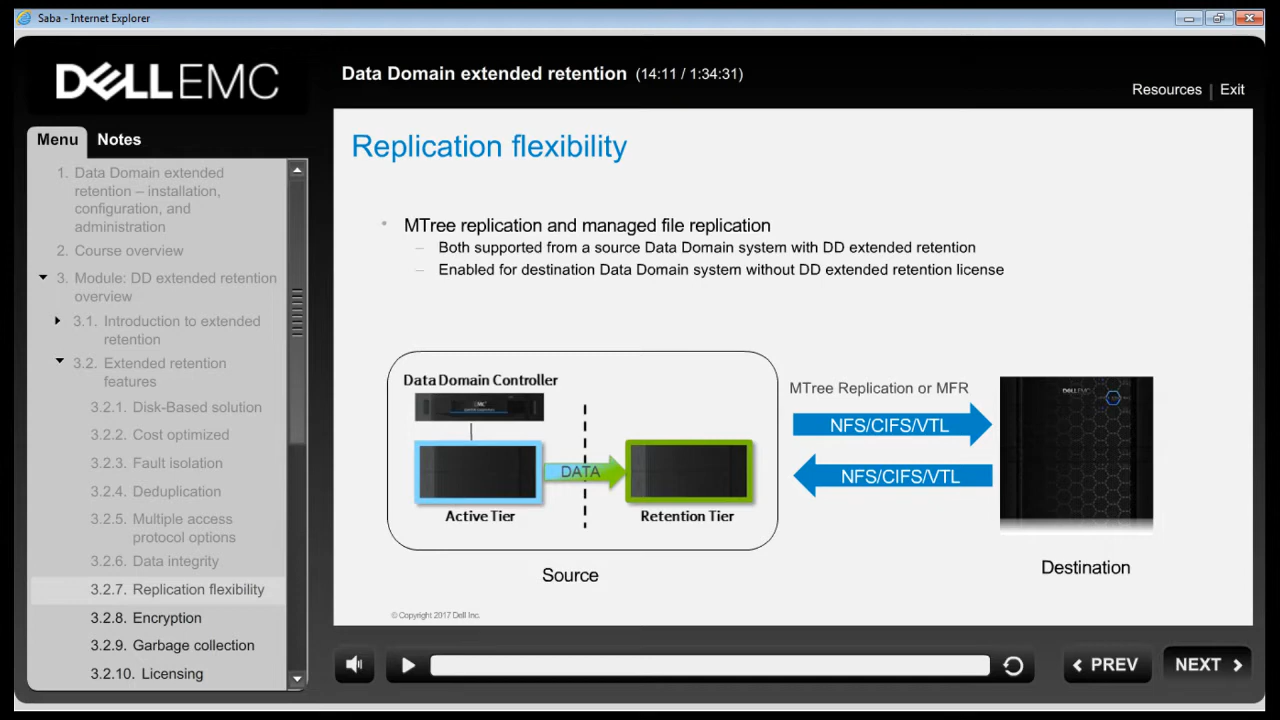 Saba - Internet Explorer
DELLEMC
Data Domain extended retention (14:11 / 1:34:31)
Resources | Exit
Menu
Notes
1. Data Domain extended
retention – installation,
configuration, and
administration
2. Course overview
3. Module: DD extended retention
overview
3.1. Introduction to extended
retention
3.2. Extended retention
features
3.2.1. Disk-Based solution
3.2.2. Cost optimized
3.2.3. Fault isolation
3.2.4. Deduplication
3.2.5. Multiple access
protocol options
3.2.6. Data integrity
3.2.7. Replication flexibility
3.2.8. Encryption
3.2.9. Garbage collection
3.2.10. Licensing
Replication flexibility
• MTree replication and managed file replication
– Both supported from a source Data Domain system with DD extended retention
– Enabled for destination Data Domain system without DD extended retention license
Data Domain Controller
EMC
DATA
Active Tier
Retention Tier
Source
MTree Replication or MFR
NFS/CIFS/VTL
NFS/CIFS/VTL
DELLEMC
Destination
© Copyright 2017 Dell Inc.
PREV
NEXT